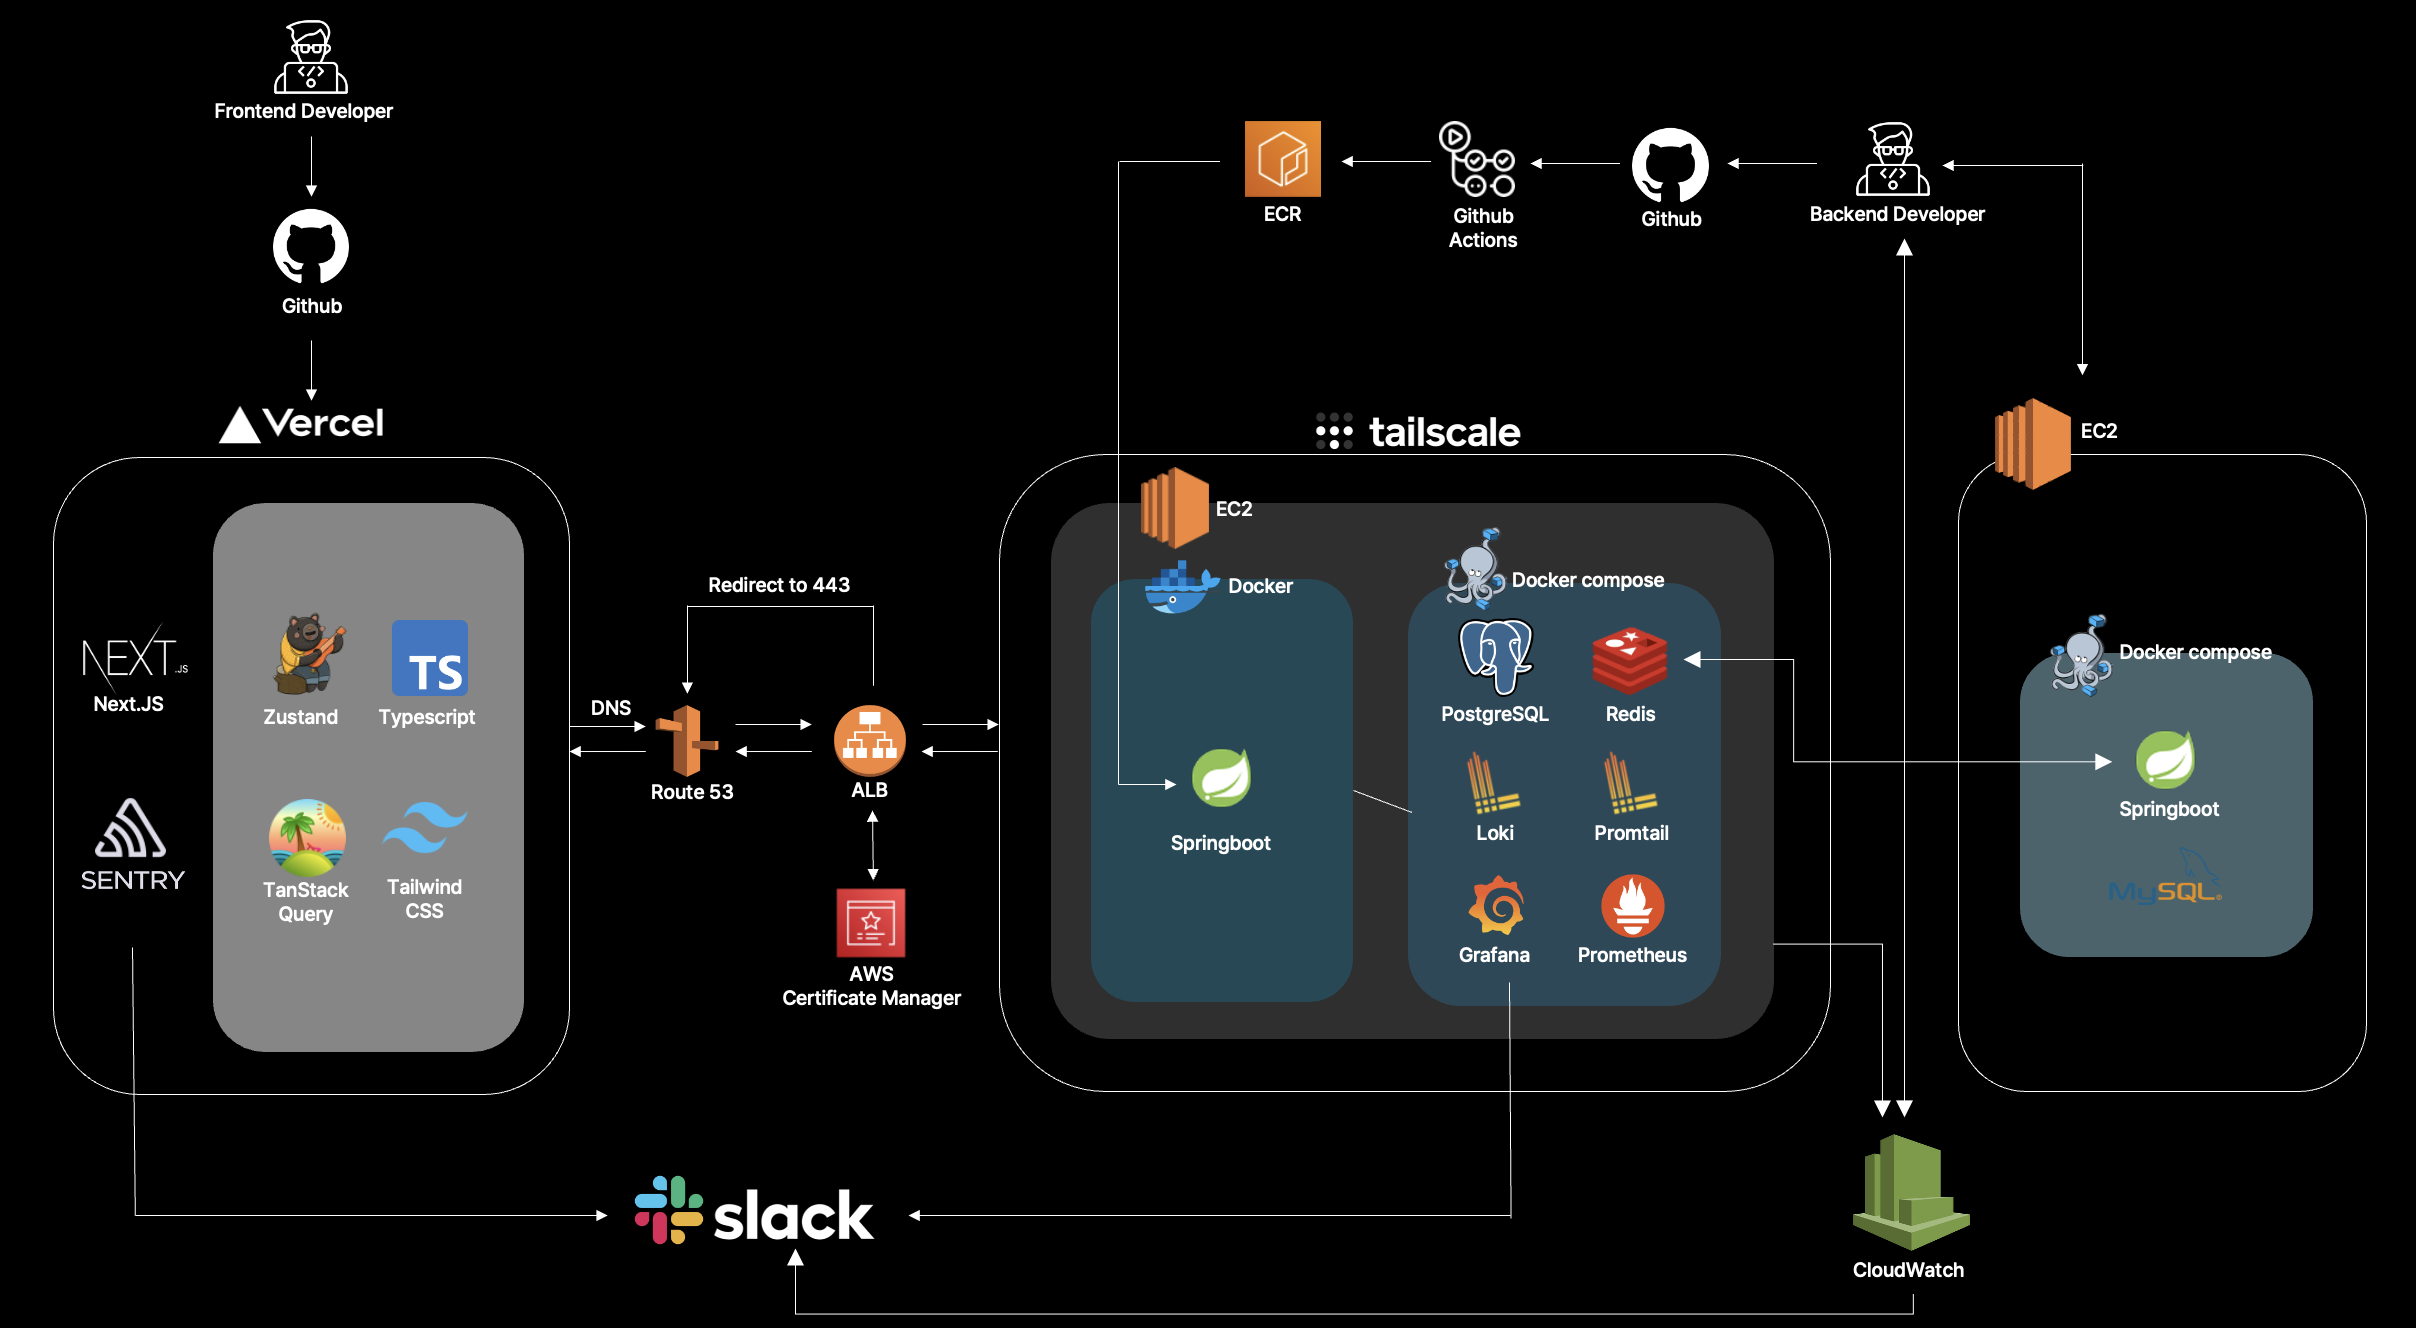 Frontend Developer
Github
Vercel
NEXT.JS
Next.JS
SENTRY
Zustand
TS
Typescript
TanStack
Query
Tailwind
CSS
DNS
Redirect to 443
Route 53
ALB
AWS
Certificate Manager
ECR
Github
Actions
Github
Backend Developer
tailscale
EC2
Docker
Springboot
Docker compose
PostgreSQL
Redis
Loki
Promtail
Grafana
Prometheus
EC2
Docker compose
Springboot
MySQL
slack
CloudWatch